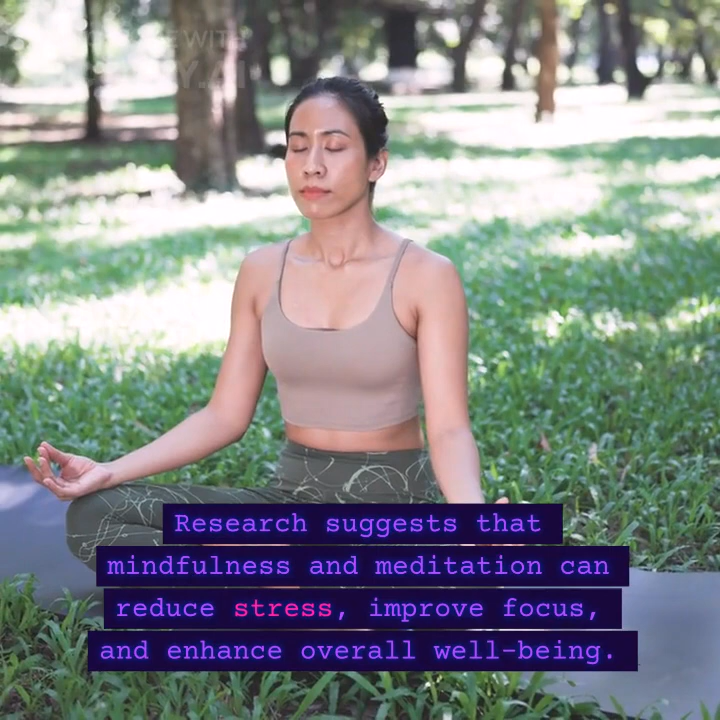 Research suggests that
mindfulness and meditation can
reduce stress, improve focus,
and enhance overall well-being.